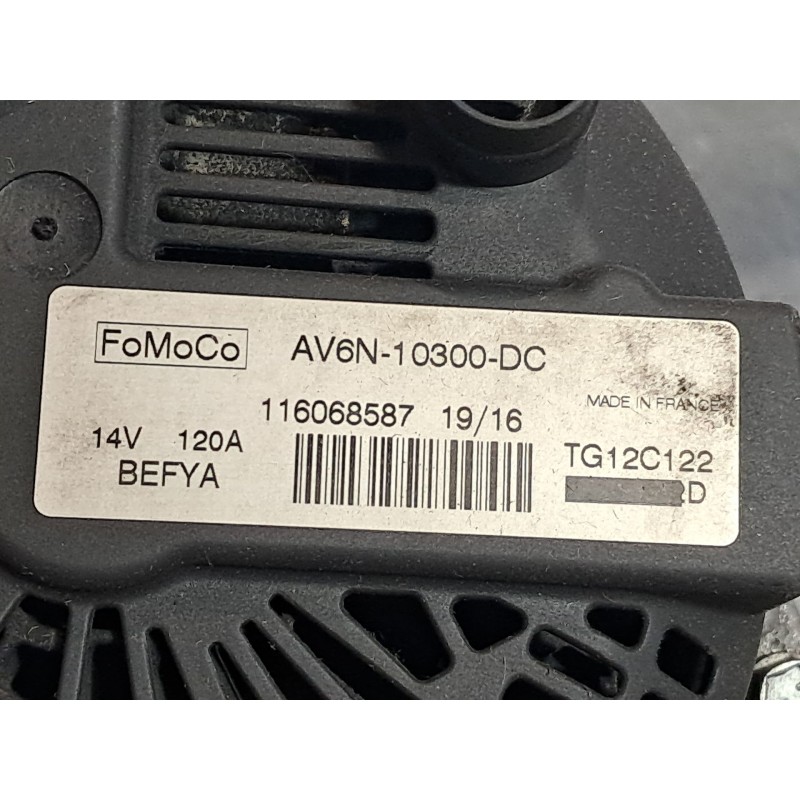 FoMoCo AV6N-10300-DC
116068587 19/16 MADE IN FRANCE
14V 120A TG12C122
BEFYA D